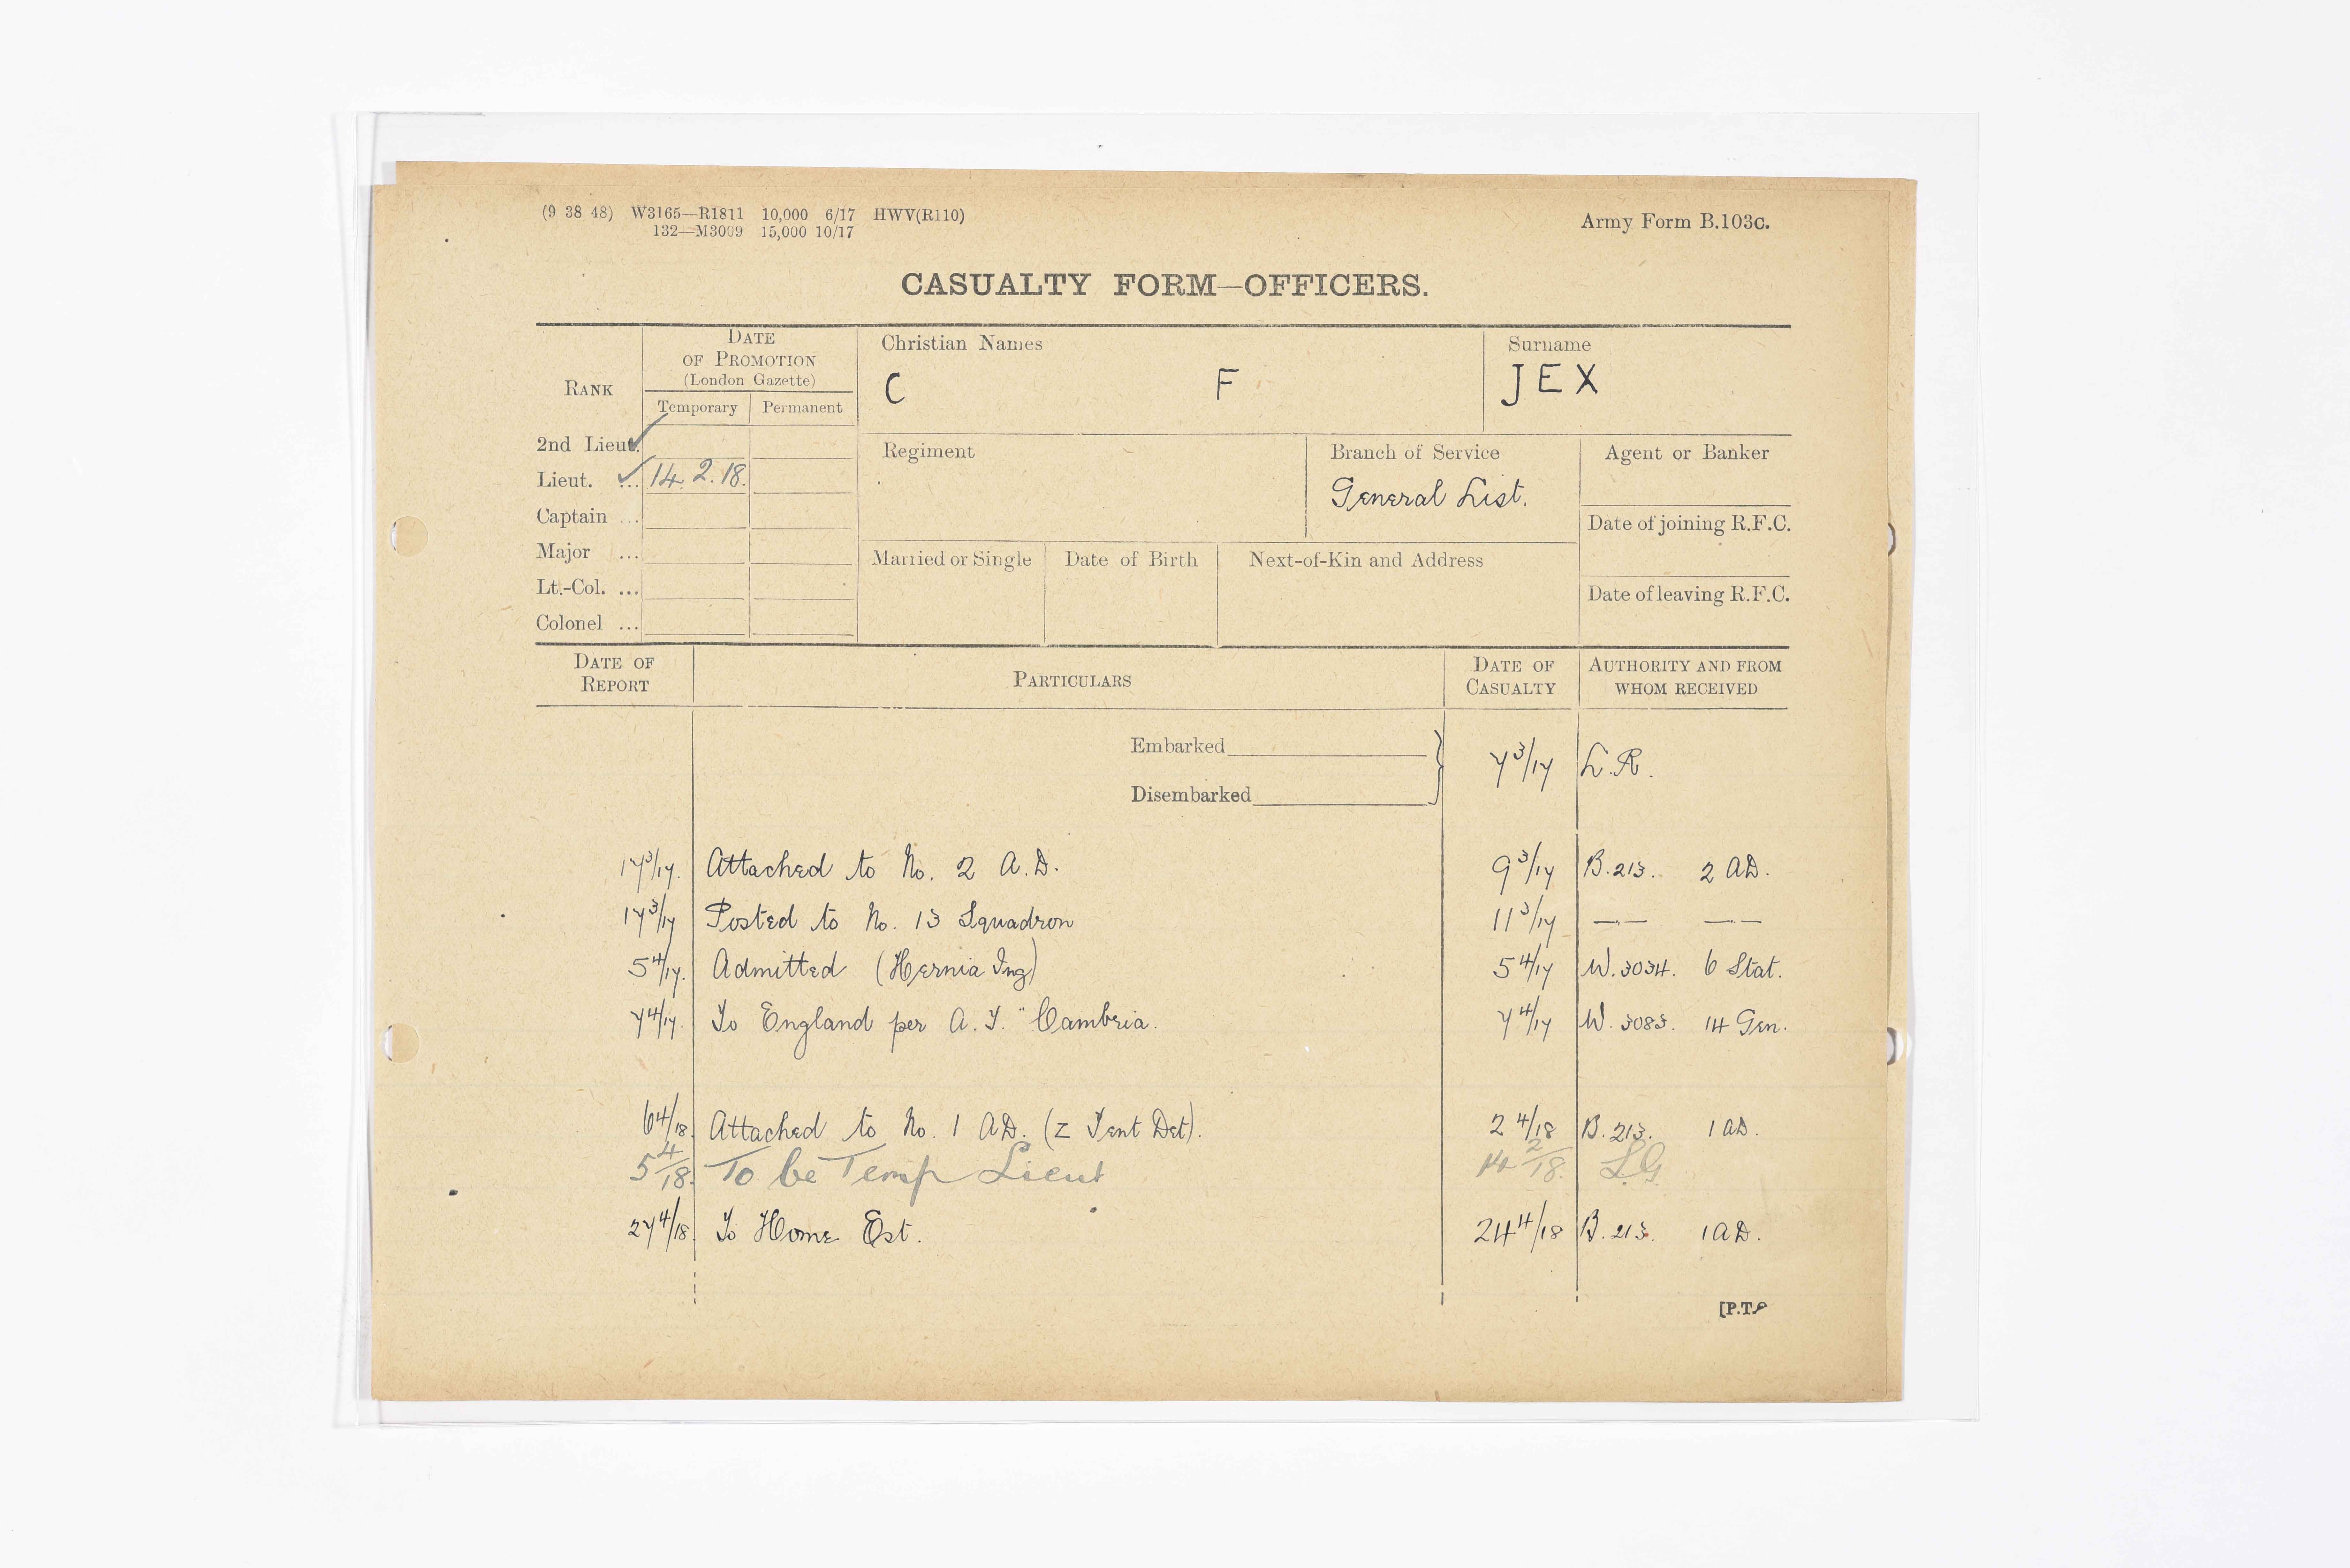 (9 38 48) W3165—R1811 10,000 6/17 HWV(R110)
132—M3009 15,000 10/17
Army Form B.103c.
CASUALTY FORM—OFFICERS.
RANK
DATE OF PROMOTION
(London Gazette)
Temporary
Permanent
Christian Names
C F
Surname
JEX
2nd Lieut.
Lieut. ... 14.2.18.
Captain ...
Major ...
Lt.-Col. ...
Colonel ...
Regiment
Branch of Service
General List.
Agent or Banker
Date of joining R.F.C.
Date of leaving R.F.C.
Married or Single
Date of Birth
Next-of-Kin and Address
DATE OF REPORT
PARTICULARS
DATE OF CASUALTY
AUTHORITY AND FROM WHOM RECEIVED
Embarked
Disembarked
7 3/17 L.R.
17 3/17. Attached to No. 2 A.D. 9 3/17 B.213. 2 AD.
17 3/17 Posted to No. 13 Squadron 11 3/17 —.— —.—
5 4/17. Admitted (Hernia Ing) 5 4/17 W.3034. 6 Stat.
7 4/17. To England per A.T. "Cambria. 7 4/17 W.3083. 14 Gen.
6 4/18. Attached to No. 1 AD. (Z Tent Det). 2 4/18 B.213. 1 AD.
5 4/18. To be Temp Lieut 14 2/18. L.G.
27 4/18. To Home Est. 24 4/18 B.213. 1 AD.
[P.T.O